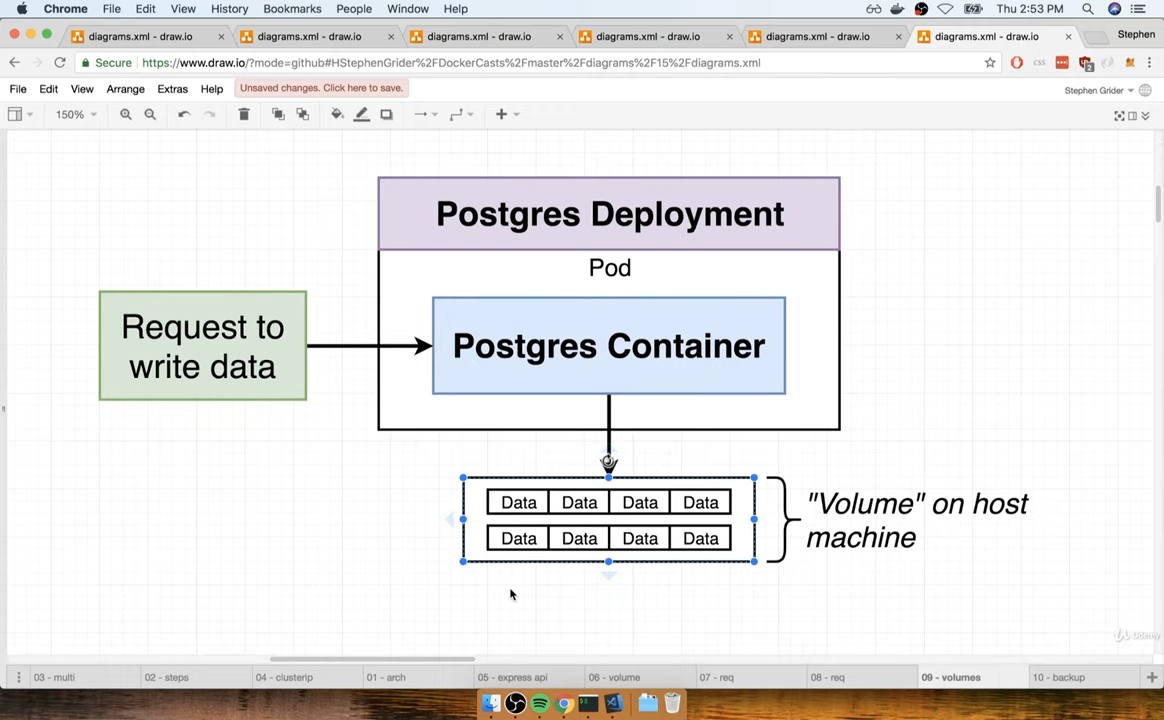 Chrome File Edit View History Bookmarks People Window Help Thu 2:53 PM
diagrams.xml - draw.io diagrams.xml - draw.io diagrams.xml - draw.io diagrams.xml - draw.io diagrams.xml - draw.io diagrams.xml - draw.io Stephen
Secure https://www.draw.io/?mode=github#HStephenGrider%2FDockerCasts%2Fmaster%2Fdiagrams%2F15%2Fdiagrams.xml css 2
File Edit View Arrange Extras Help Unsaved changes. Click here to save. Stephen Grider
150%
Postgres Deployment
Pod
Request to
write data
Postgres Container
Data Data Data Data
Data Data Data Data
"Volume" on host
machine
Udemy
03 - multi 02 - steps 04 - clusterip 01 - arch 05 - express api 06 - volume 07 - req 08 - req 09 - volumes 10 - backup